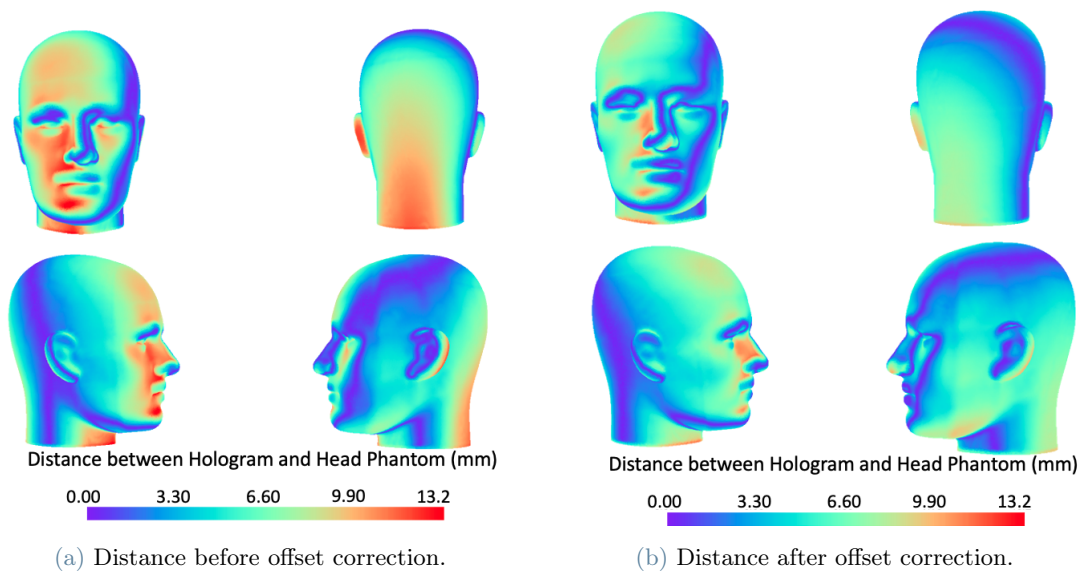 Distance between Hologram and Head Phantom (mm)
0.00 3.30 6.60 9.90 13.2
(a) Distance before offset correction.
Distance between Hologram and Head Phantom (mm)
0.00 3.30 6.60 9.90 13.2
(b) Distance after offset correction.